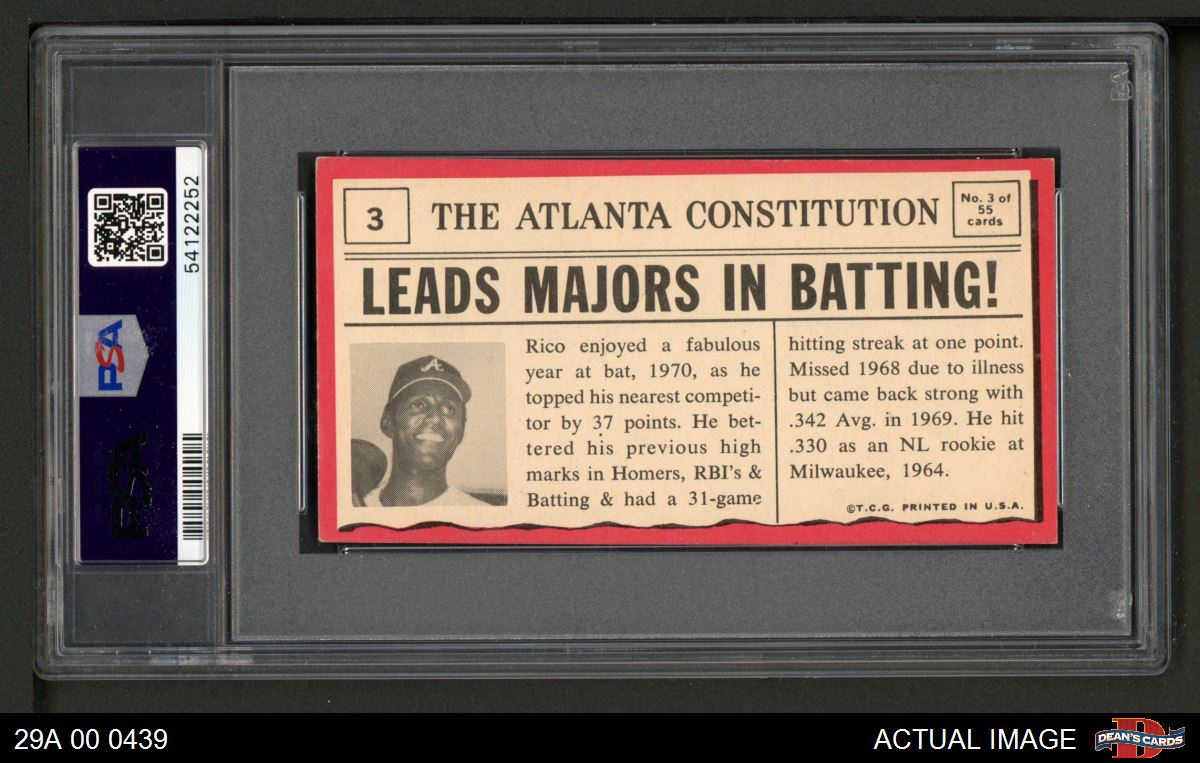 54122252
PSA
PSA
PSA
3
THE ATLANTA CONSTITUTION
No. 3 of
55
cards
LEADS MAJORS IN BATTING!
A
Rico enjoyed a fabulous
year at bat, 1970, as he
topped his nearest competi-
tor by 37 points. He bet-
tered his previous high
marks in Homers, RBI's &
Batting & had a 31-game
hitting streak at one point.
Missed 1968 due to illness
but came back strong with
.342 Avg. in 1969. He hit
.330 as an NL rookie at
Milwaukee, 1964.
©T.C.G. PRINTED IN U.S.A.
29A 00 0439
ACTUAL IMAGE
D
DEAN'S CARDS